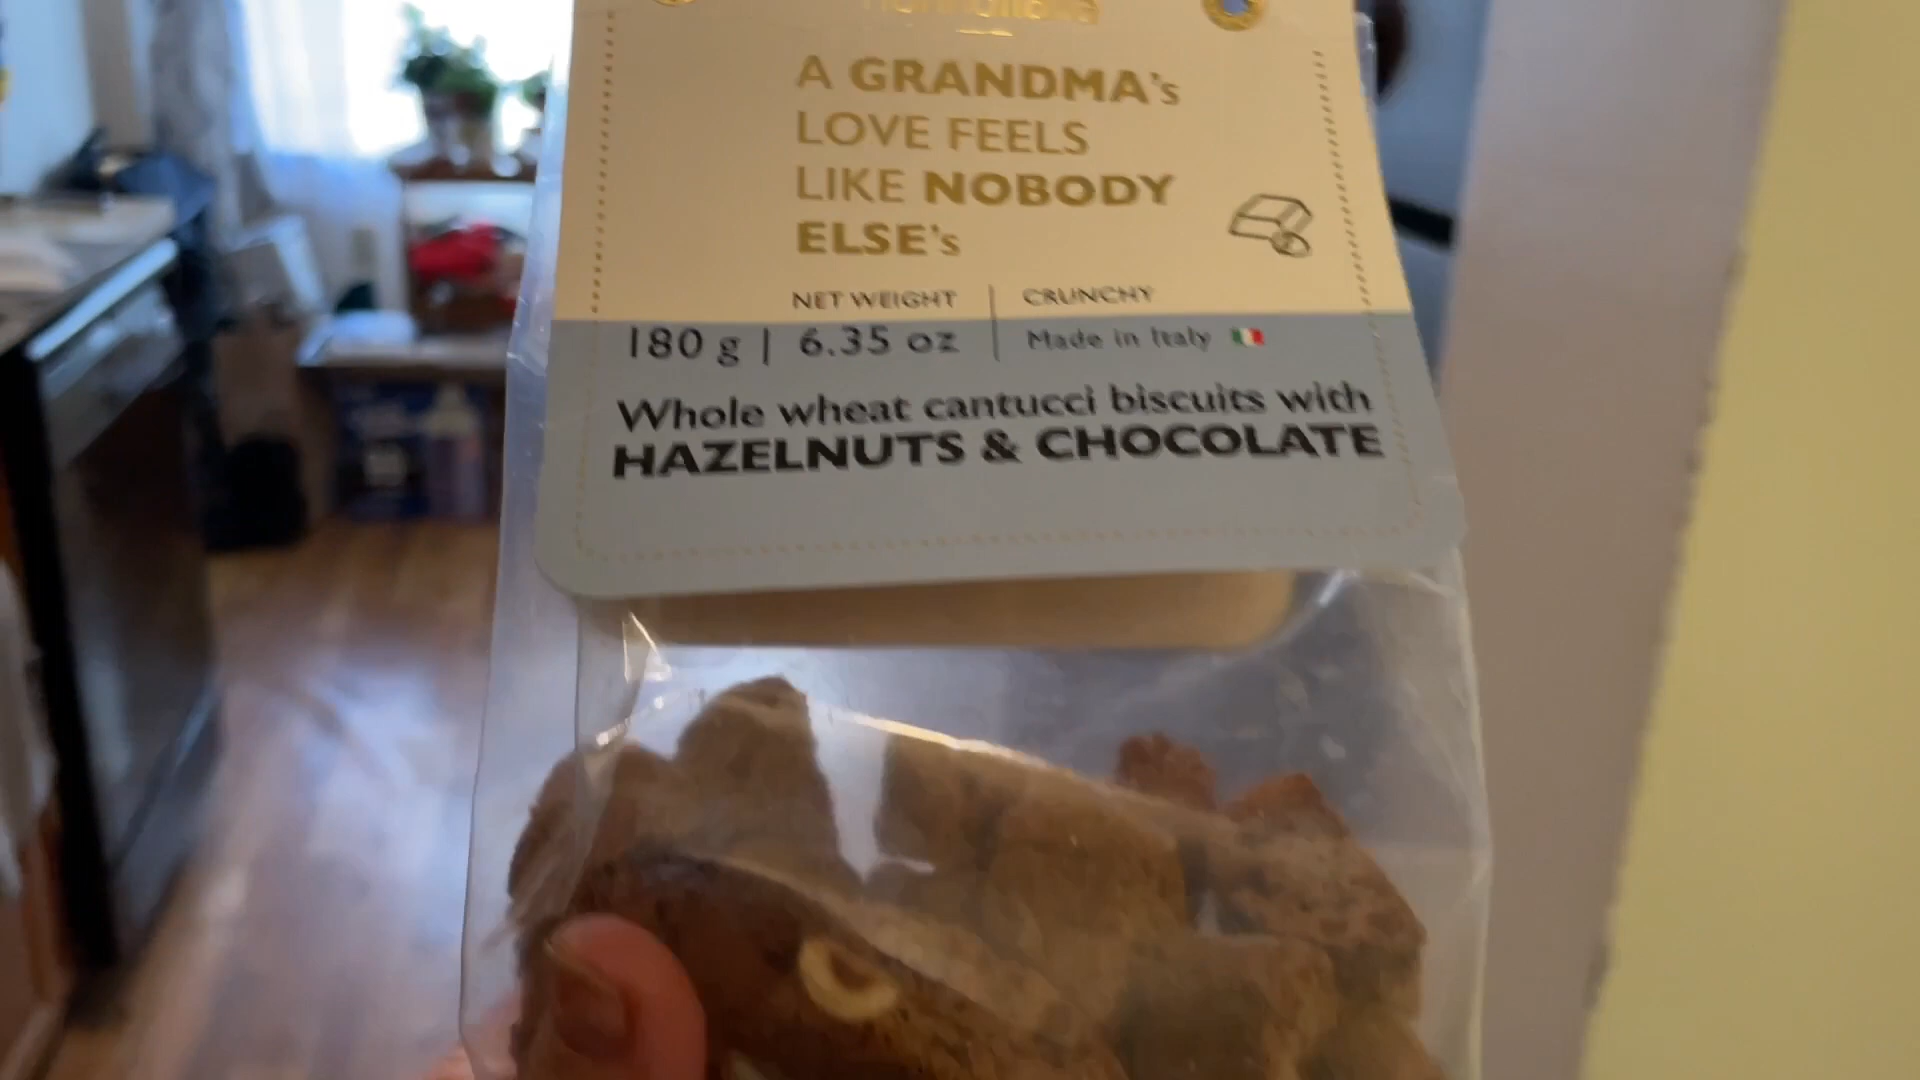 A GRANDMA's
LOVE FEELS
LIKE NOBODY
ELSE's
NET WEIGHT
180 g | 6.35 oz
CRUNCHY
Made in Italy
Whole wheat cantucci biscuits with
HAZELNUTS & CHOCOLATE